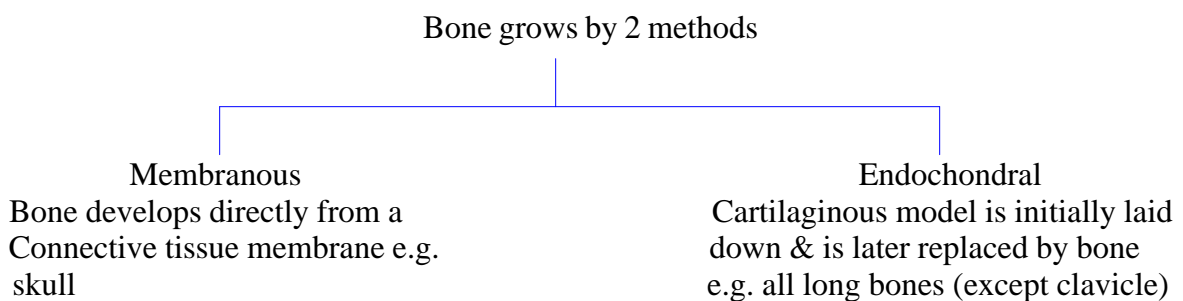 Bone grows by 2 methods
Membranous
Bone develops directly from a
Connective tissue membrane e.g.
skull
Endochondral
Cartilaginous model is initially laid
down & is later replaced by bone
e.g. all long bones (except clavicle)